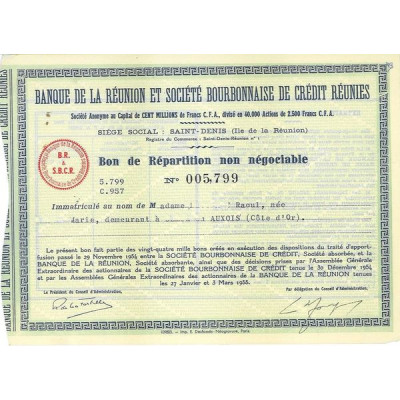 BANQUE DE LA RÉUNION ET SOCIÉTÉ BOURBONNAISE DE CRÉDIT RÉUNIES
Société Anonyme au Capital de CENT MILLIONS de Francs C.F.A. divisé en 40.000 Actions de 2.500 Francs C.F.A.
SIÈGE SOCIAL : SAINT-DENIS (Ile de la Réunion)
Registre du Commerce : Saint-Denis-Réunion n° 1
Bon de Répartition non négociable
B.R.
&
S.B.C.R.
5.799
C.957
N° 005,799
Immatriculé au nom de Madame Raoul, née
Marie, demeurant à AUXOIS (Côte d'Or).
Le présent bon fait partie des vingt-quatre mille bons créés en exécution des dispositions du traité d'apport-
fusion passé le 29 Novembre 1954 entre la SOCIÉTÉ BOURBONNAISE DE CRÉDIT, Société absorbée, et la
BANQUE DE LA RÉUNION, Société absorbante, ainsi que des décisions prises par l'Assemblée Générale
Extraordinaire des actionnaires de la SOCIÉTÉ BOURBONNAISE DE CRÉDIT tenue le 30 Décembre 1954
et par les Assemblées Générales Extraordinaires des actionnaires de la BANQUE DE LA RÉUNION tenues
les 27 Janvier et 3 Mars 1955.
Le Président du Conseil d'Administration,
Par délégation du Conseil d'Administration,